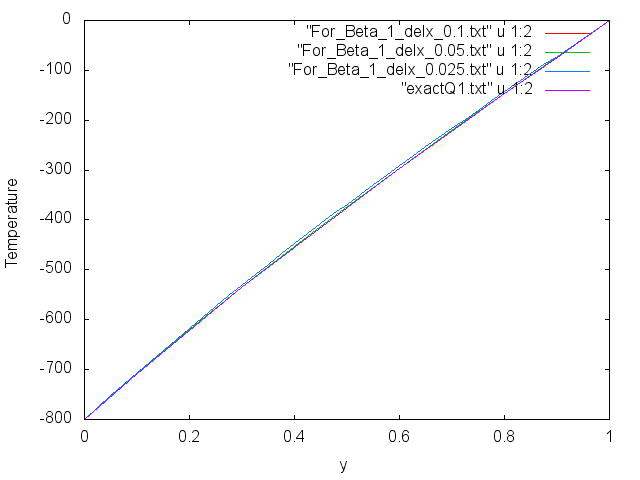 "For_Beta_1_delx_0.1.txt" u 1:2
"For_Beta_1_delx_0.05.txt" u 1:2
"For_Beta_1_delx_0.025.txt" u 1:2
"exactQ1.txt" u 1:2
0
-100
-200
-300
-400
-500
-600
-700
-800
Temperature
0 0.2 0.4 0.6 0.8 1
y